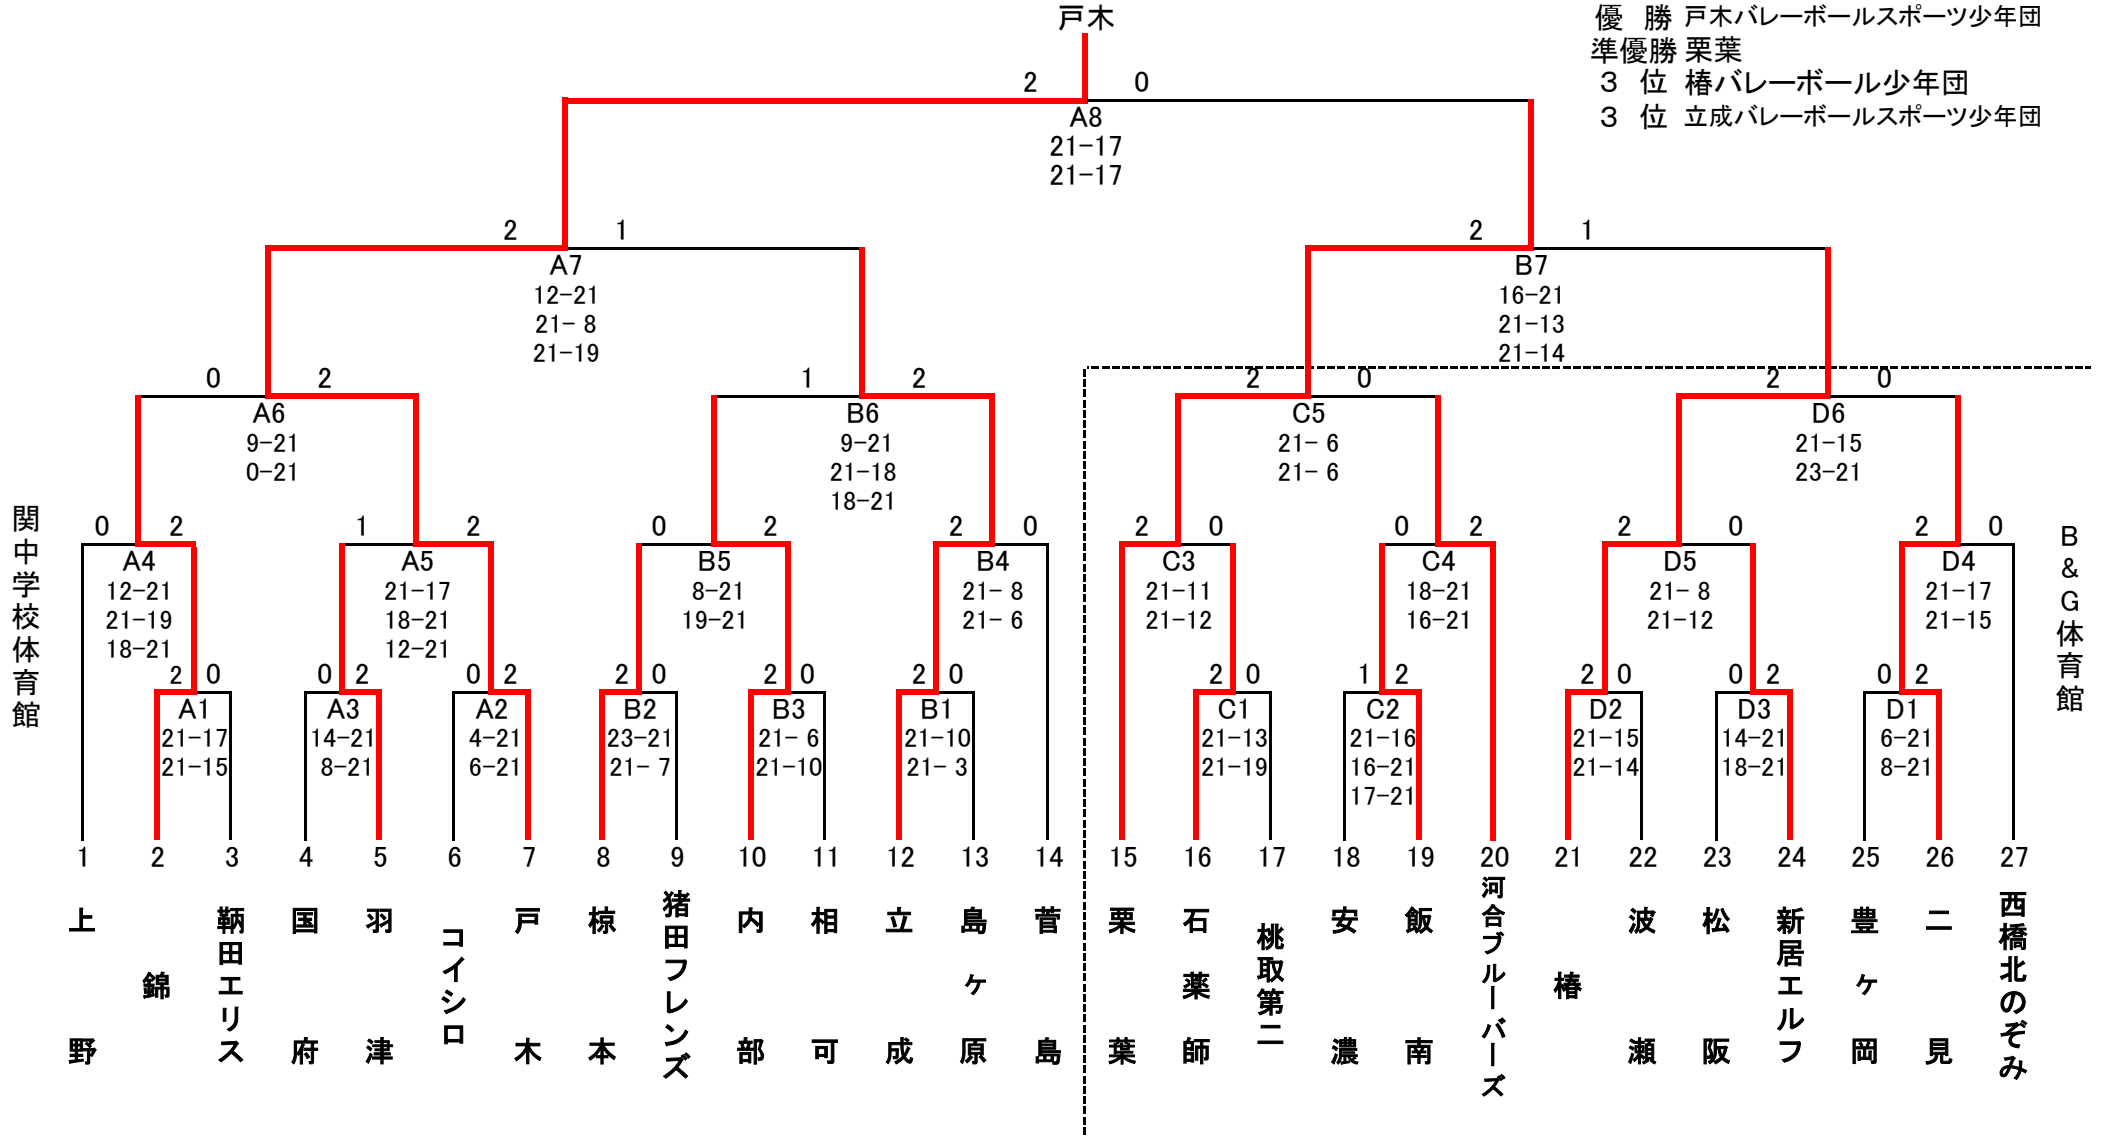 戸木
優 勝 戸木バレーボールスポーツ少年団
準優勝 栗葉
3 位 椿バレーボール少年団
3 位 立成バレーボールスポーツ少年団
2 0
A8
21-17
21-17
2 1
A7
12-21
21- 8
21-19
2 1
B7
16-21
21-13
21-14
0 2
A6
9-21
0-21
1 2
B6
9-21
21-18
18-21
2 0
C5
21- 6
21- 6
2 0
D6
21-15
23-21
関中学校体育館
0 2
A4
12-21
21-19
18-21
1 2
A5
21-17
18-21
12-21
0 2
B5
8-21
19-21
2 0
B4
21- 8
21- 6
2 0
C3
21-11
21-12
0 2
C4
18-21
16-21
2 0
D5
21- 8
21-12
2 0
D4
21-17
21-15
B&G体育館
2 0
A1
21-17
21-15
0 2
A3
14-21
8-21
0 2
A2
4-21
6-21
2 0
B2
23-21
21- 7
2 0
B3
21- 6
21-10
2 0
B1
21-10
21- 3
2 0
C1
21-13
21-19
1 2
C2
21-16
16-21
17-21
2 0
D2
21-15
21-14
0 2
D3
14-21
18-21
0 2
D1
6-21
8-21
1 2 3 4 5 6 7 8 9 10 11 12 13 14 15 16 17 18 19 20 21 22 23 24 25 26 27
上野
錦
鞆田エリス
国府
羽津
コイシロ
戸木
椋本
猪田フレンズ
内部
相可
立成
島ヶ原
菅島
栗葉
石薬師
桃取第二
安濃
飯南
河合ブルーバーズ
椿
波瀬
松阪
新居エルフ
豊ヶ岡
二見
西橋北のぞみ